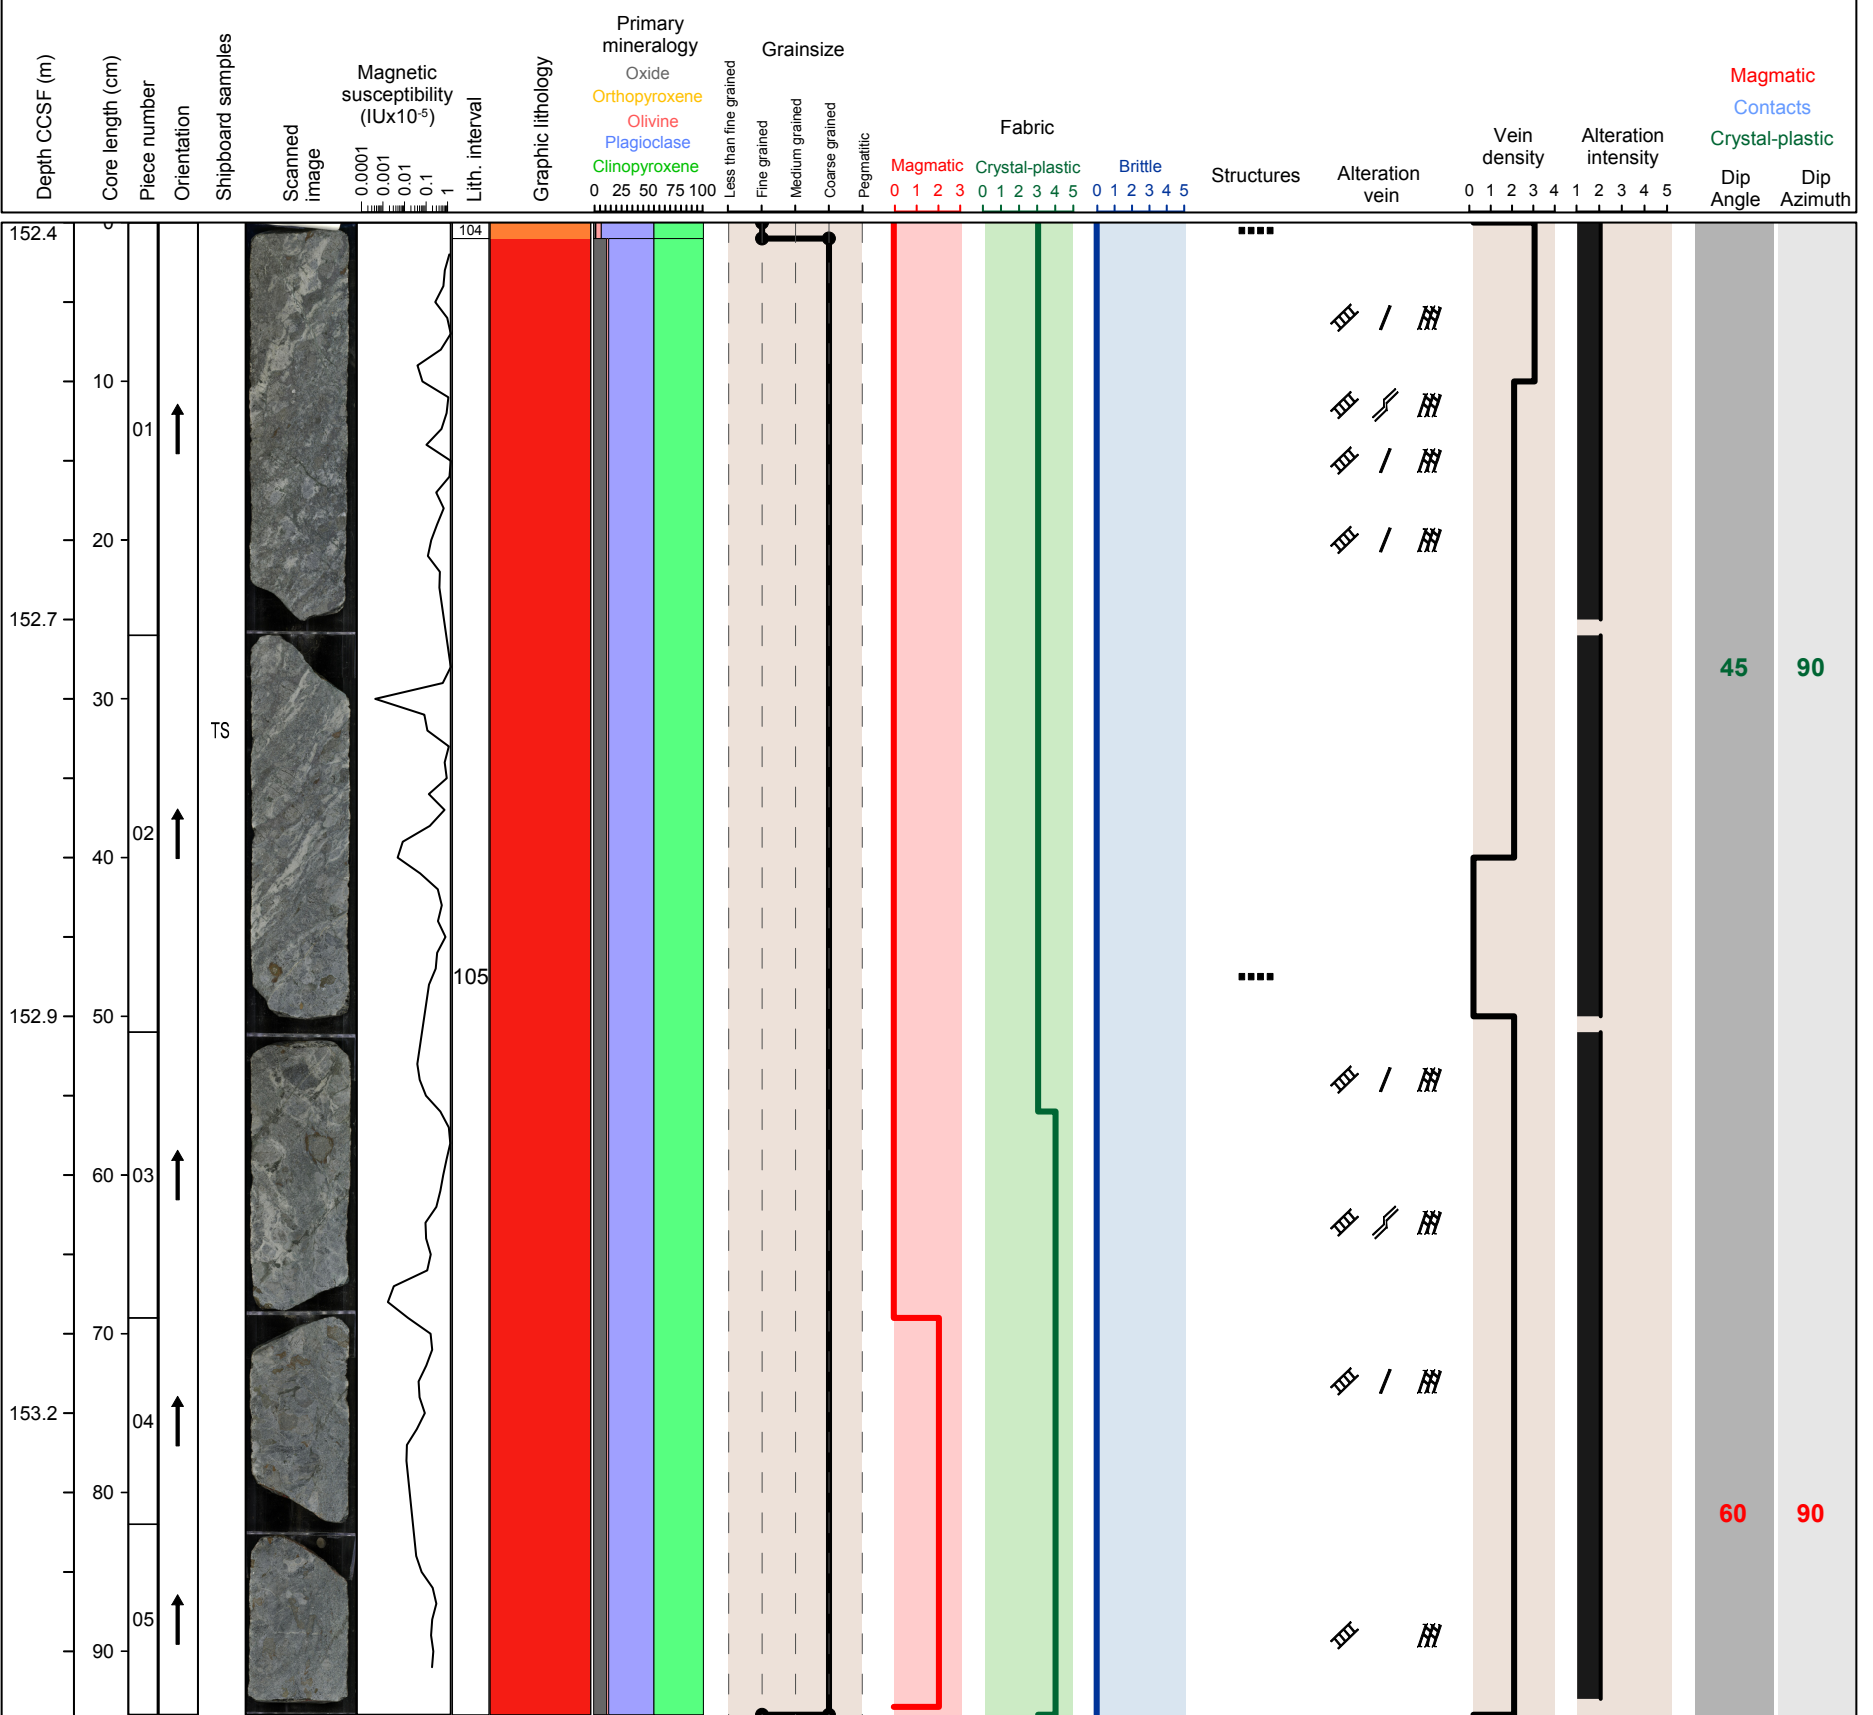 Depth CCSF (m)
Core length (cm)
Piece number
Orientation
Shipboard samples
Scanned
image
Magnetic
susceptibility
(IUx10-5)
0.0001
0.001
0.01
0.1
1
Lith. interval
Graphic lithology
Primary
mineralogy
Oxide
Orthopyroxene
Olivine
Plagioclase
Clinopyroxene
0 25 50 75 100
Grainsize
Less than fine grained
Fine grained
Medium grained
Coarse grained
Pegmatitic
Fabric
Magmatic
0 1 2 3
Crystal-plastic
0 1 2 3 4 5
Brittle
0 1 2 3 4 5
Structures
Alteration
vein
Vein
density
0 1 2 3 4
Alteration
intensity
1 2 3 4 5
Magmatic
Contacts
Crystal-plastic
Dip
Angle
Dip
Azimuth
152.4
0
104
10
01
20
152.7
45 90
30
TS
02
40
105
152.9
50
60
03
70
153.2
04
80
60 90
05
90